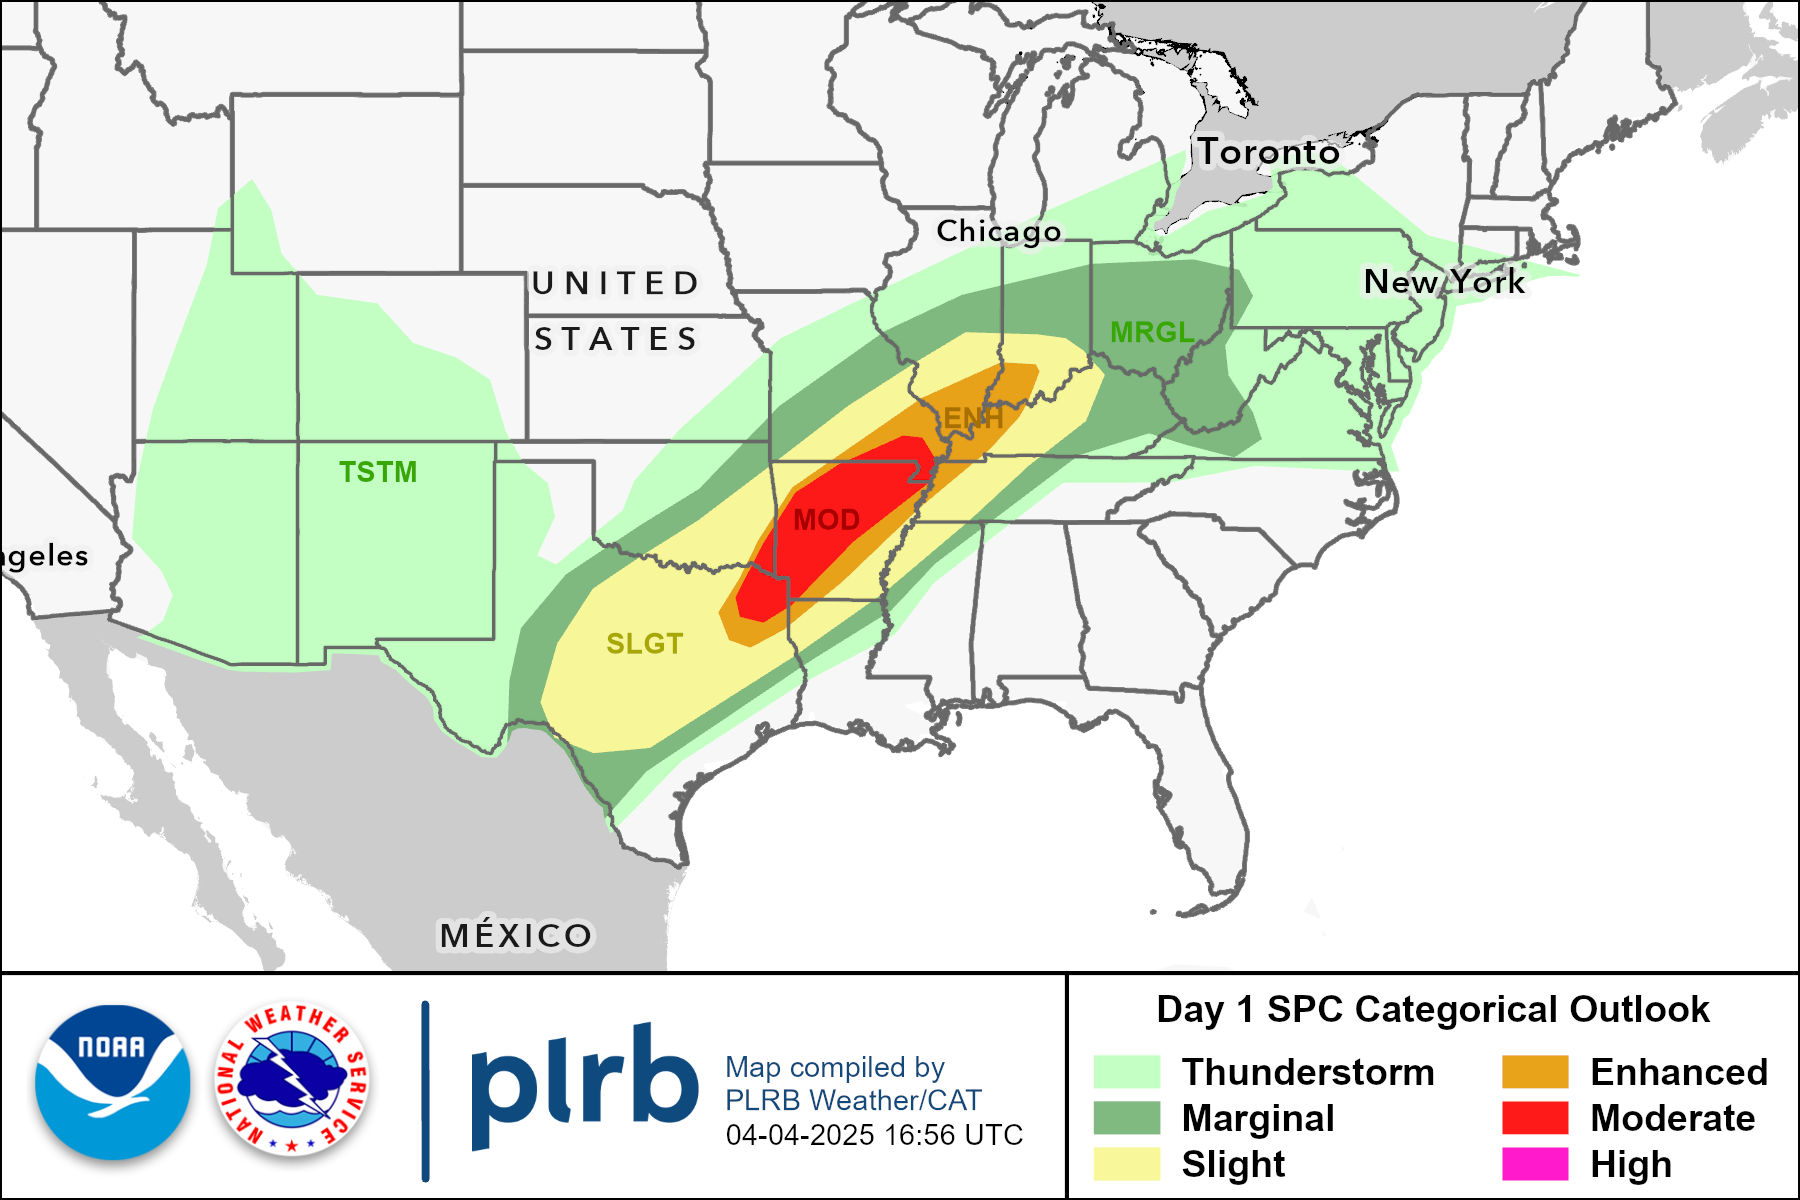 Toronto
Chicago
UNITED
STATES
New York
MRGL
ENH
TSTM
MOD
ngeles
SLGT
MÉXICO
NOAA
NATIONAL WEATHER SERVICE
plrb
Map compiled by
PLRB Weather/CAT
04-04-2025 16:56 UTC
Day 1 SPC Categorical Outlook
Thunderstorm
Marginal
Slight
Enhanced
Moderate
High